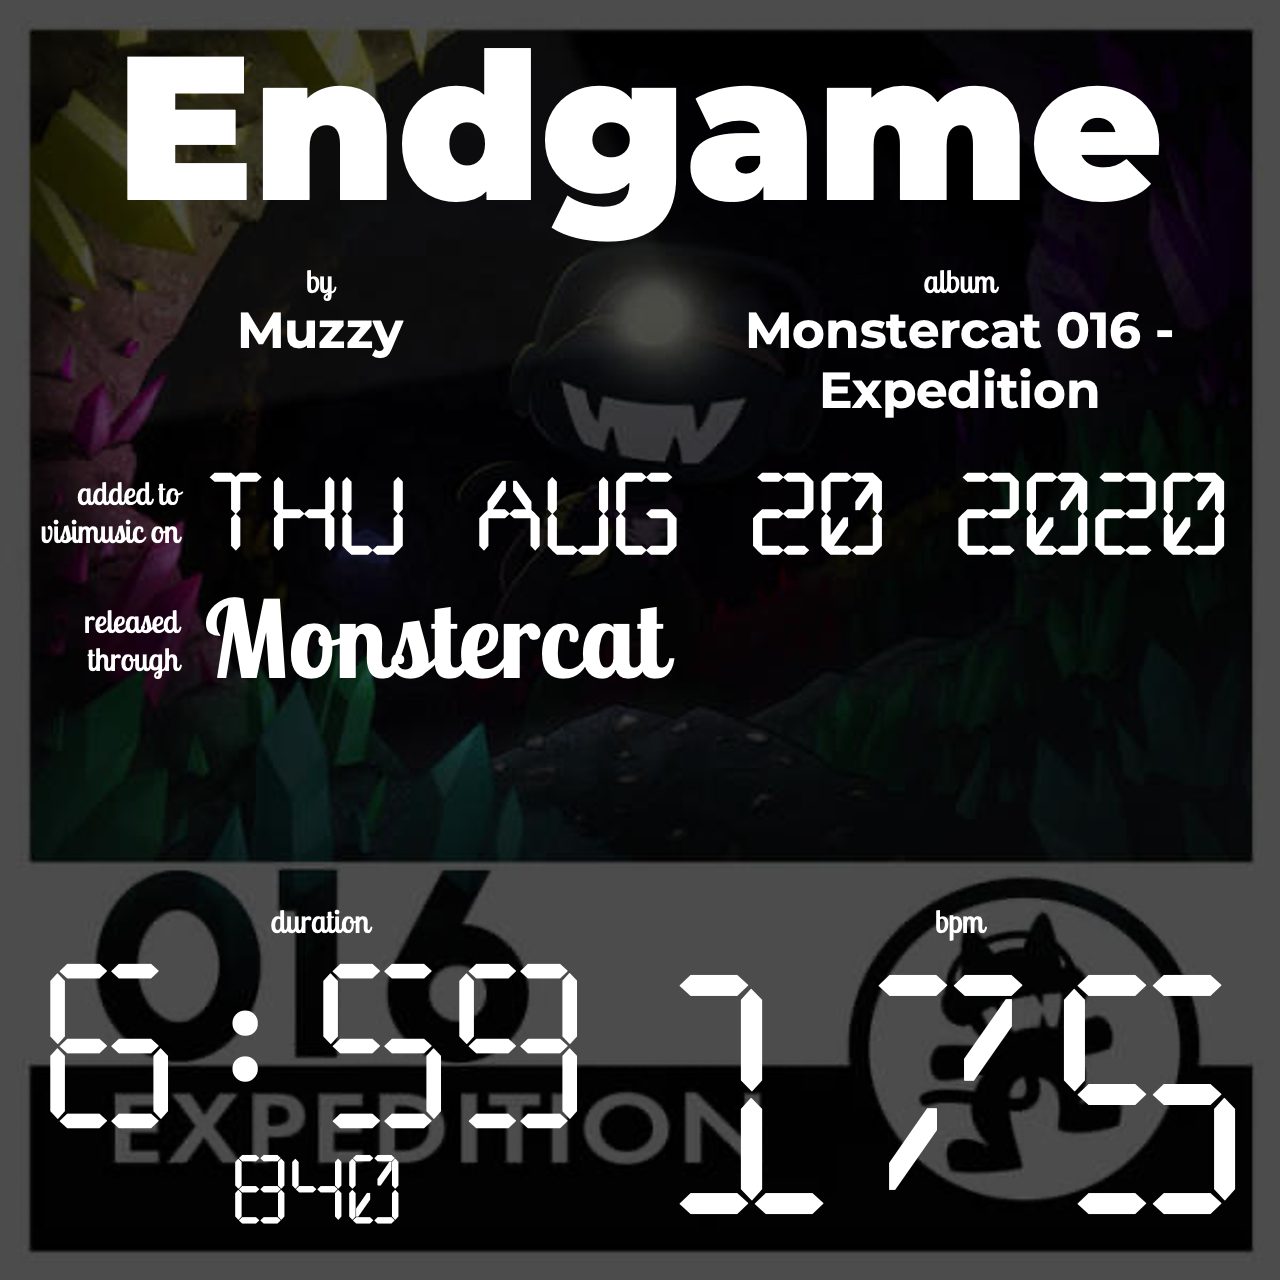 Endgame
by
Muzzy
album
Monstercat 016 -
Expedition
added to
visimusic on
THU AUG 20 2020
released
through
Monstercat
duration
6:59
840
bpm
175
016
EXPEDITION